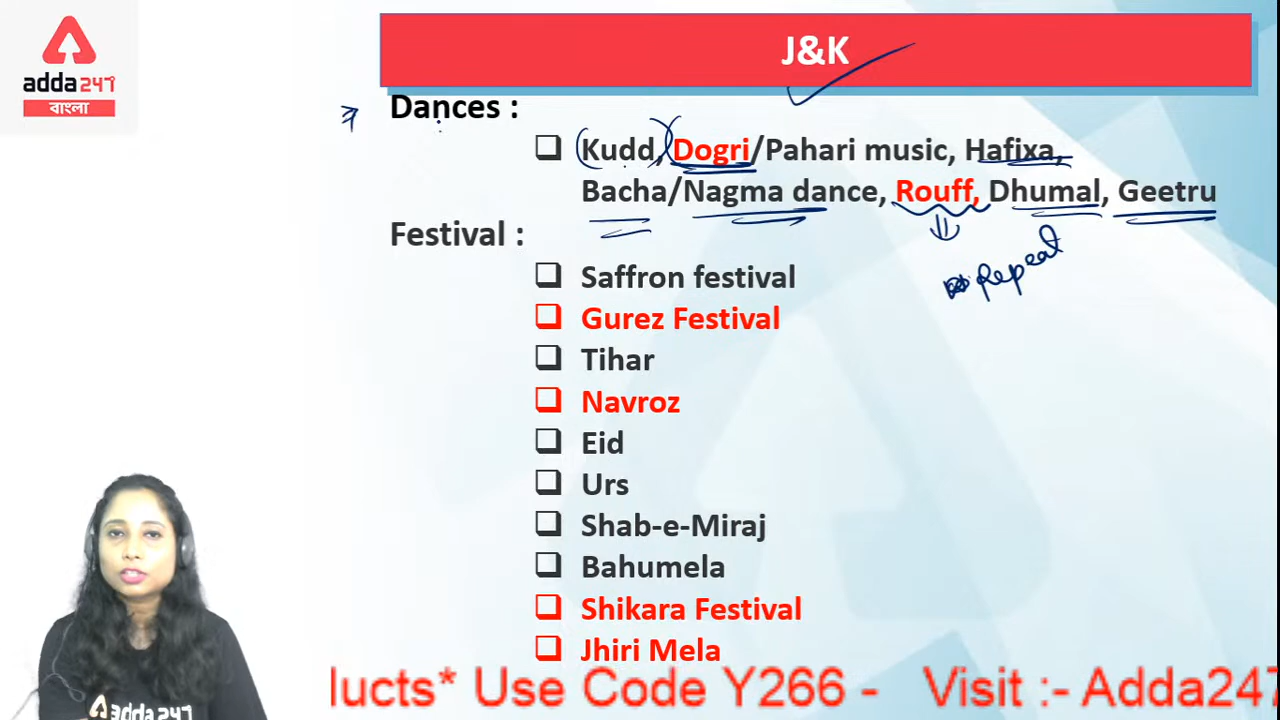 adda247
বাংলা
J&K
Dances :
Kudd, Dogri/Pahari music, Hafixa,
Bacha/Nagma dance, Rouff, Dhumal, Geetru
Repeat
Festival :
Saffron festival
Gurez Festival
Tihar
Navroz
Eid
Urs
Shab-e-Miraj
Bahumela
Shikara Festival
Jhiri Mela
adda247
lucts* Use Code Y266 - Visit :- Adda247